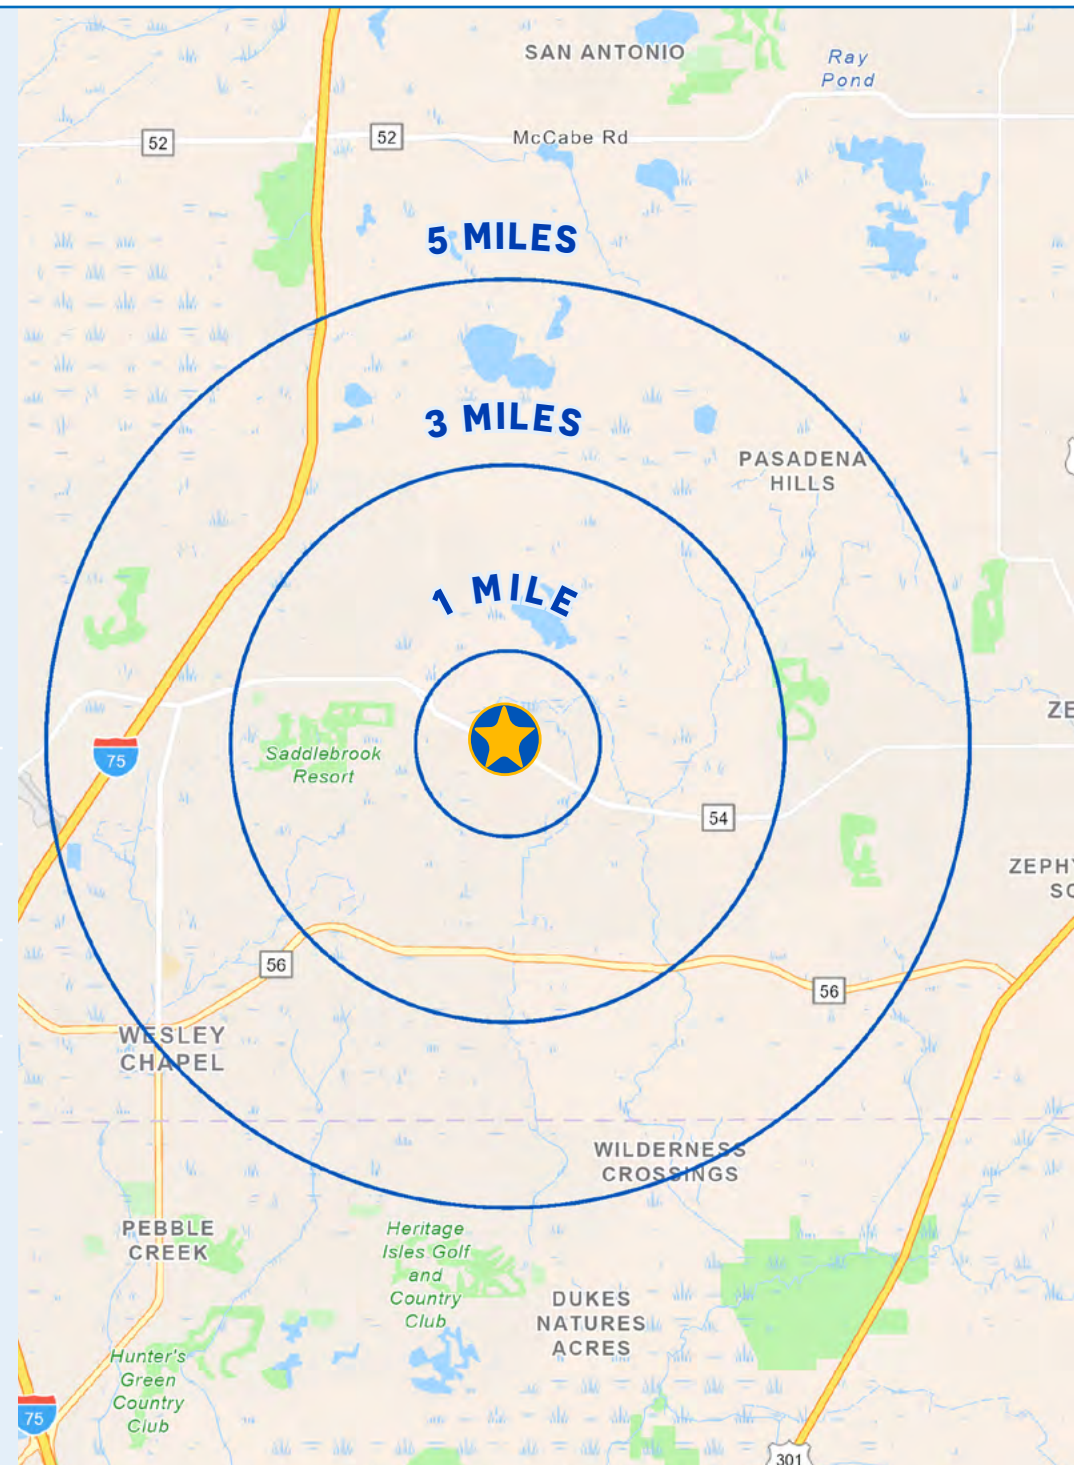 SAN ANTONIO
Ray
Pond
52
52
McCabe Rd
5 MILES
3 MILES
PASADENA
HILLS
1 MILE
ZE
Saddlebrook
Resort
75
54
ZEPHY
SO
56
56
WESLEY
CHAPEL
WILDERNESS
CROSSINGS
PEBBLE
CREEK
Heritage
Isles Golf
and
Country
Club
DUKES
NATURES
ACRES
Hunter's
Green
Country
Club
75
301